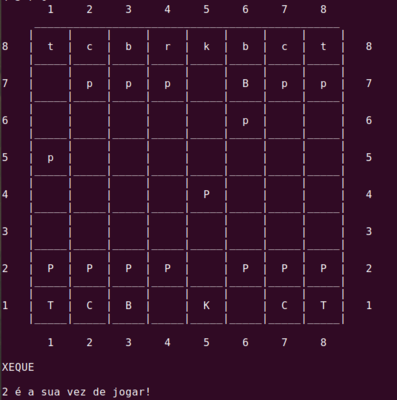 1 2 3 4 5 6 7 8
8 t c b r k b c t 8
7 p p p B p p 7
6 p 6
5 p 5
4 P 4
3 3
2 P P P P P P P 2
1 T C B K C T 1
1 2 3 4 5 6 7 8
XEQUE
2 é a sua vez de jogar!